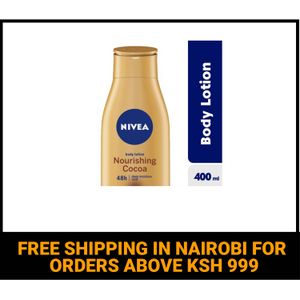 NIVEA
body lotion
Nourishing
Cocoa
48h
Body Lotion
400 ml
FREE SHIPPING IN NAIROBI FOR
ORDERS ABOVE KSH 999